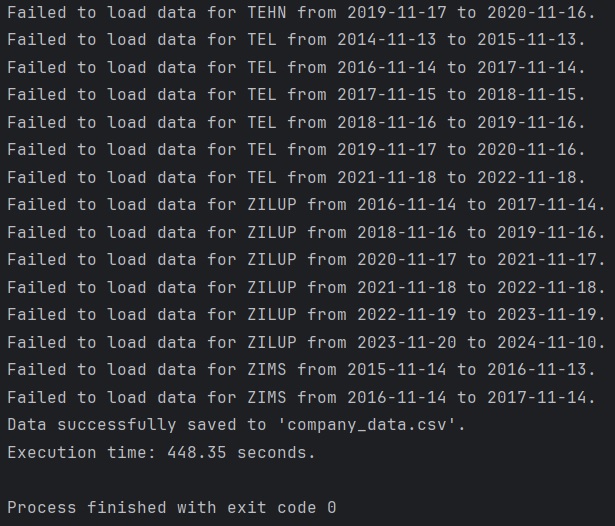 Failed to load data for TEHN from 2019-11-17 to 2020-11-16.
Failed to load data for TEL from 2014-11-13 to 2015-11-13.
Failed to load data for TEL from 2016-11-14 to 2017-11-14.
Failed to load data for TEL from 2017-11-15 to 2018-11-15.
Failed to load data for TEL from 2018-11-16 to 2019-11-16.
Failed to load data for TEL from 2019-11-17 to 2020-11-16.
Failed to load data for TEL from 2021-11-18 to 2022-11-18.
Failed to load data for ZILUP from 2016-11-14 to 2017-11-14.
Failed to load data for ZILUP from 2018-11-16 to 2019-11-16.
Failed to load data for ZILUP from 2020-11-17 to 2021-11-17.
Failed to load data for ZILUP from 2021-11-18 to 2022-11-18.
Failed to load data for ZILUP from 2022-11-19 to 2023-11-19.
Failed to load data for ZILUP from 2023-11-20 to 2024-11-10.
Failed to load data for ZIMS from 2015-11-14 to 2016-11-13.
Failed to load data for ZIMS from 2016-11-14 to 2017-11-14.
Data successfully saved to 'company_data.csv'.
Execution time: 448.35 seconds.
Process finished with exit code 0